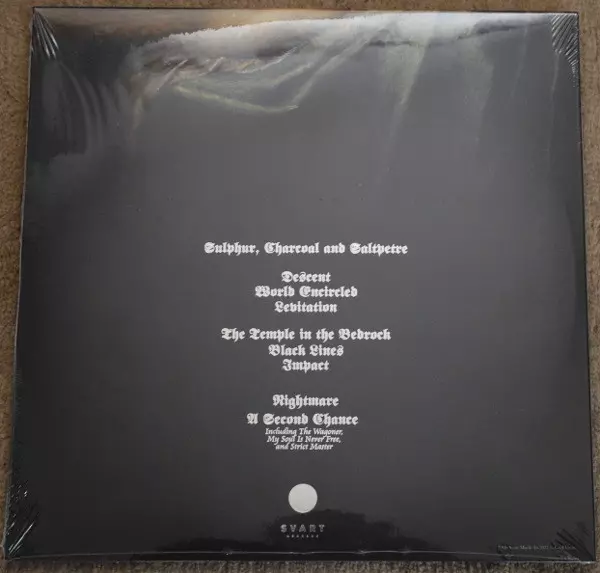 Sulphur, Charcoal and Saltpetre
Descent
World Encircled
Levitation
The Temple in the Bedrock
Black Lines
Impact
Nightmare
A Second Chance
Including The Wagoner,
My Soul Is Never Free,
and Strict Master
SVART
RECORDS